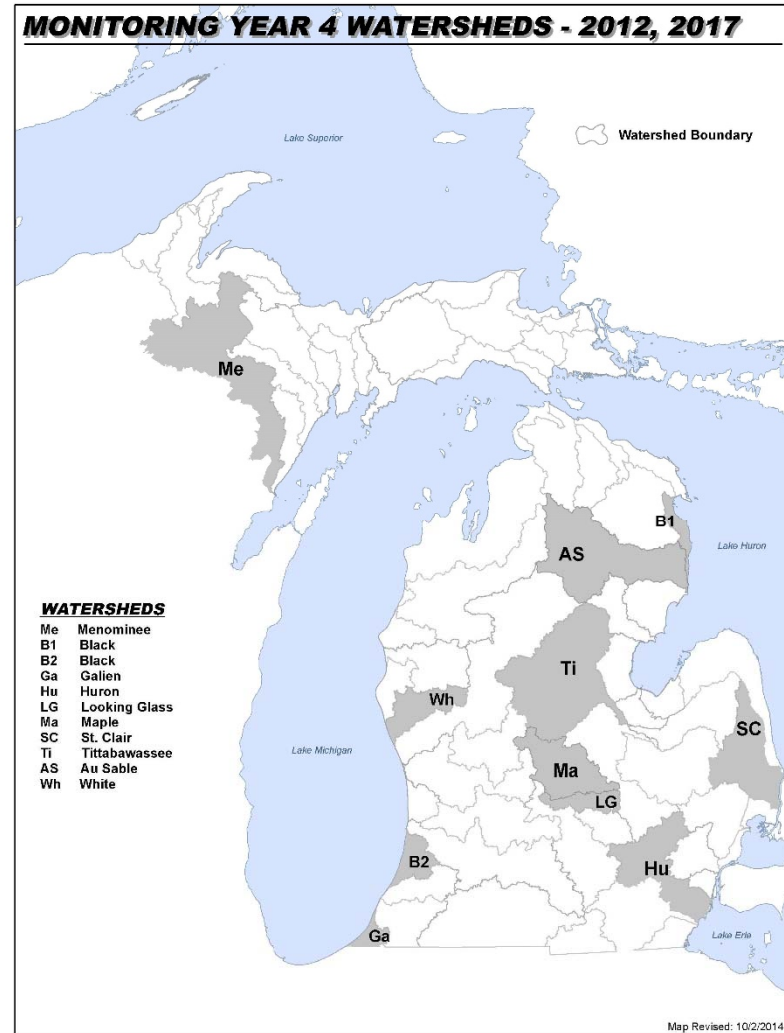 MONITORING YEAR 4 WATERSHEDS - 2012, 2017
Lake Superior
Watershed Boundary
Me
B1
AS
Lake Huron
Ti
Wh
SC
Lake Michigan
Ma
LG
B2
Hu
Ga
Lake Erie
WATERSHEDS
Me Menominee
B1 Black
B2 Black
Ga Galien
Hu Huron
LG Looking Glass
Ma Maple
SC St. Clair
Ti Tittabawassee
AS Au Sable
Wh White
Map Revised: 10/2/2014